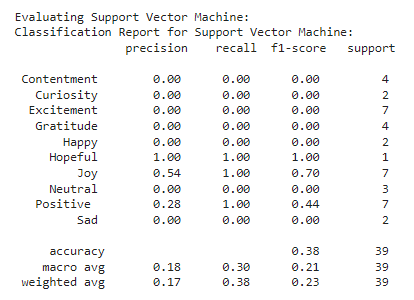 Evaluating Support Vector Machine:
Classification Report for Support Vector Machine:
precision recall f1-score support
Contentment 0.00 0.00 0.00 4
Curiosity 0.00 0.00 0.00 2
Excitement 0.00 0.00 0.00 7
Gratitude 0.00 0.00 0.00 4
Happy 0.00 0.00 0.00 2
Hopeful 1.00 1.00 1.00 1
Joy 0.54 1.00 0.70 7
Neutral 0.00 0.00 0.00 3
Positive 0.28 1.00 0.44 7
Sad 0.00 0.00 0.00 2
accuracy 0.38 39
macro avg 0.18 0.30 0.21 39
weighted avg 0.17 0.38 0.23 39